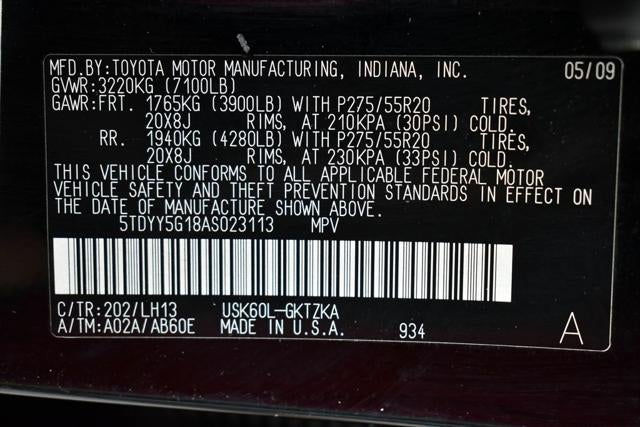 MFD.BY:TOYOTA MOTOR MANUFACTURING, INDIANA, INC. 05/09
GVWR:3220KG (7100LB)
GAWR:FRT. 1765KG (3900LB) WITH P275/55R20 TIRES,
20X8J RIMS, AT 210KPA (30PSI) COLD.
RR. 1940KG (4280LB) WITH P275/55R20 TIRES,
20X8J RIMS, AT 230KPA (33PSI) COLD.
THIS VEHICLE CONFORMS TO ALL APPLICABLE FEDERAL MOTOR
VEHICLE SAFETY AND THEFT PREVENTION STANDARDS IN EFFECT ON
THE DATE OF MANUFACTURE SHOWN ABOVE.
5TDYY5G18AS023113 MPV
C/TR:202/LH13 USK60L-GKTZKA
A/TM:A02A/AB60E MADE IN U.S.A. 934 A